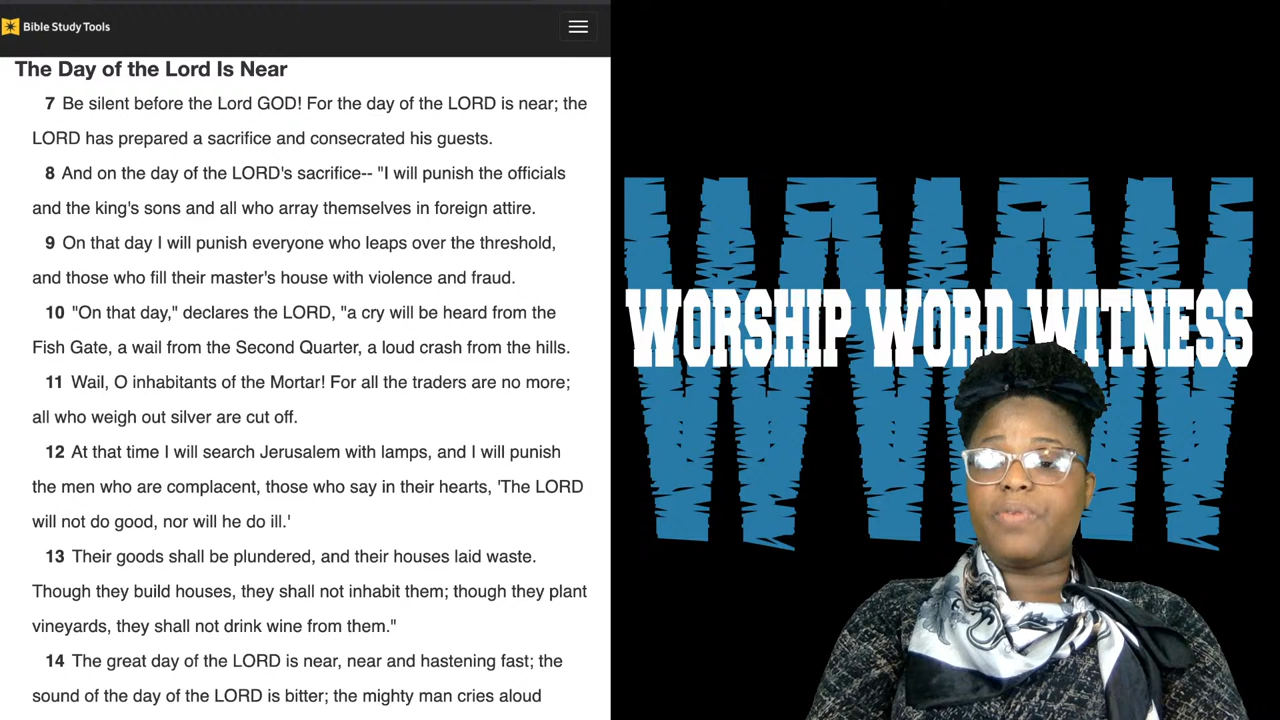 Bible Study Tools
The Day of the Lord Is Near
7 Be silent before the Lord GOD! For the day of the LORD is near; the
LORD has prepared a sacrifice and consecrated his guests.
8 And on the day of the LORD's sacrifice-- "I will punish the officials
and the king's sons and all who array themselves in foreign attire.
9 On that day I will punish everyone who leaps over the threshold,
and those who fill their master's house with violence and fraud.
10 "On that day," declares the LORD, "a cry will be heard from the
Fish Gate, a wail from the Second Quarter, a loud crash from the hills.
11 Wail, O inhabitants of the Mortar! For all the traders are no more;
all who weigh out silver are cut off.
12 At that time I will search Jerusalem with lamps, and I will punish
the men who are complacent, those who say in their hearts, 'The LORD
will not do good, nor will he do ill.'
13 Their goods shall be plundered, and their houses laid waste.
Though they build houses, they shall not inhabit them; though they plant
vineyards, they shall not drink wine from them."
14 The great day of the LORD is near, near and hastening fast; the
sound of the day of the LORD is bitter; the mighty man cries aloud
WWW
WORSHIP WORD WITNESS